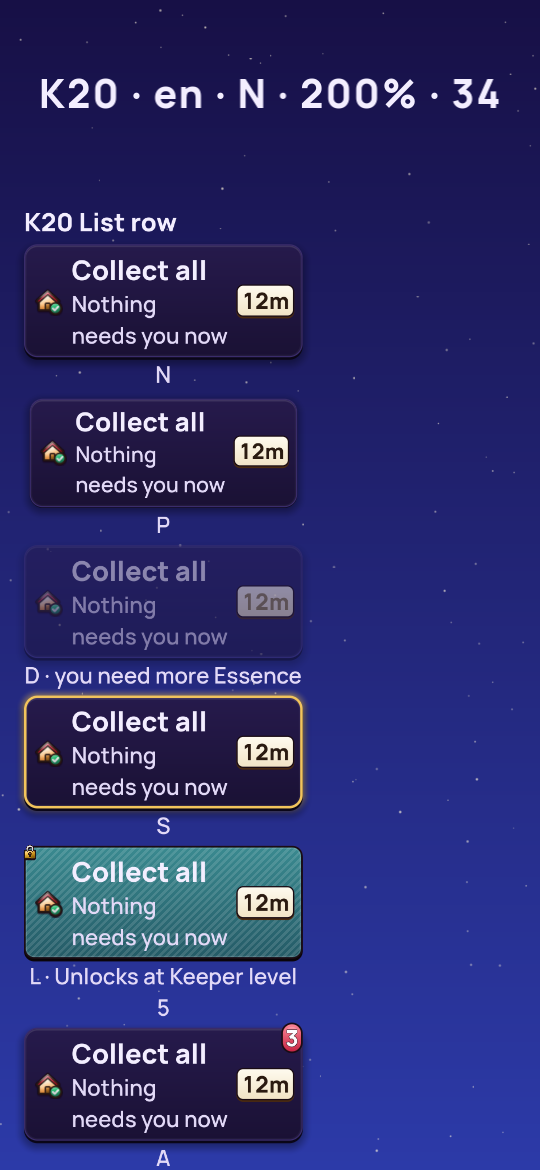 K20 · en · N · 200% · 34
K20 List row
Collect all
Nothing
needs you now
12m
N
Collect all
Nothing
needs you now
12m
P
Collect all
Nothing
needs you now
12m
D · you need more Essence
Collect all
Nothing
needs you now
12m
S
Collect all
Nothing
needs you now
12m
L · Unlocks at Keeper level
5
3
Collect all
Nothing
needs you now
12m
A